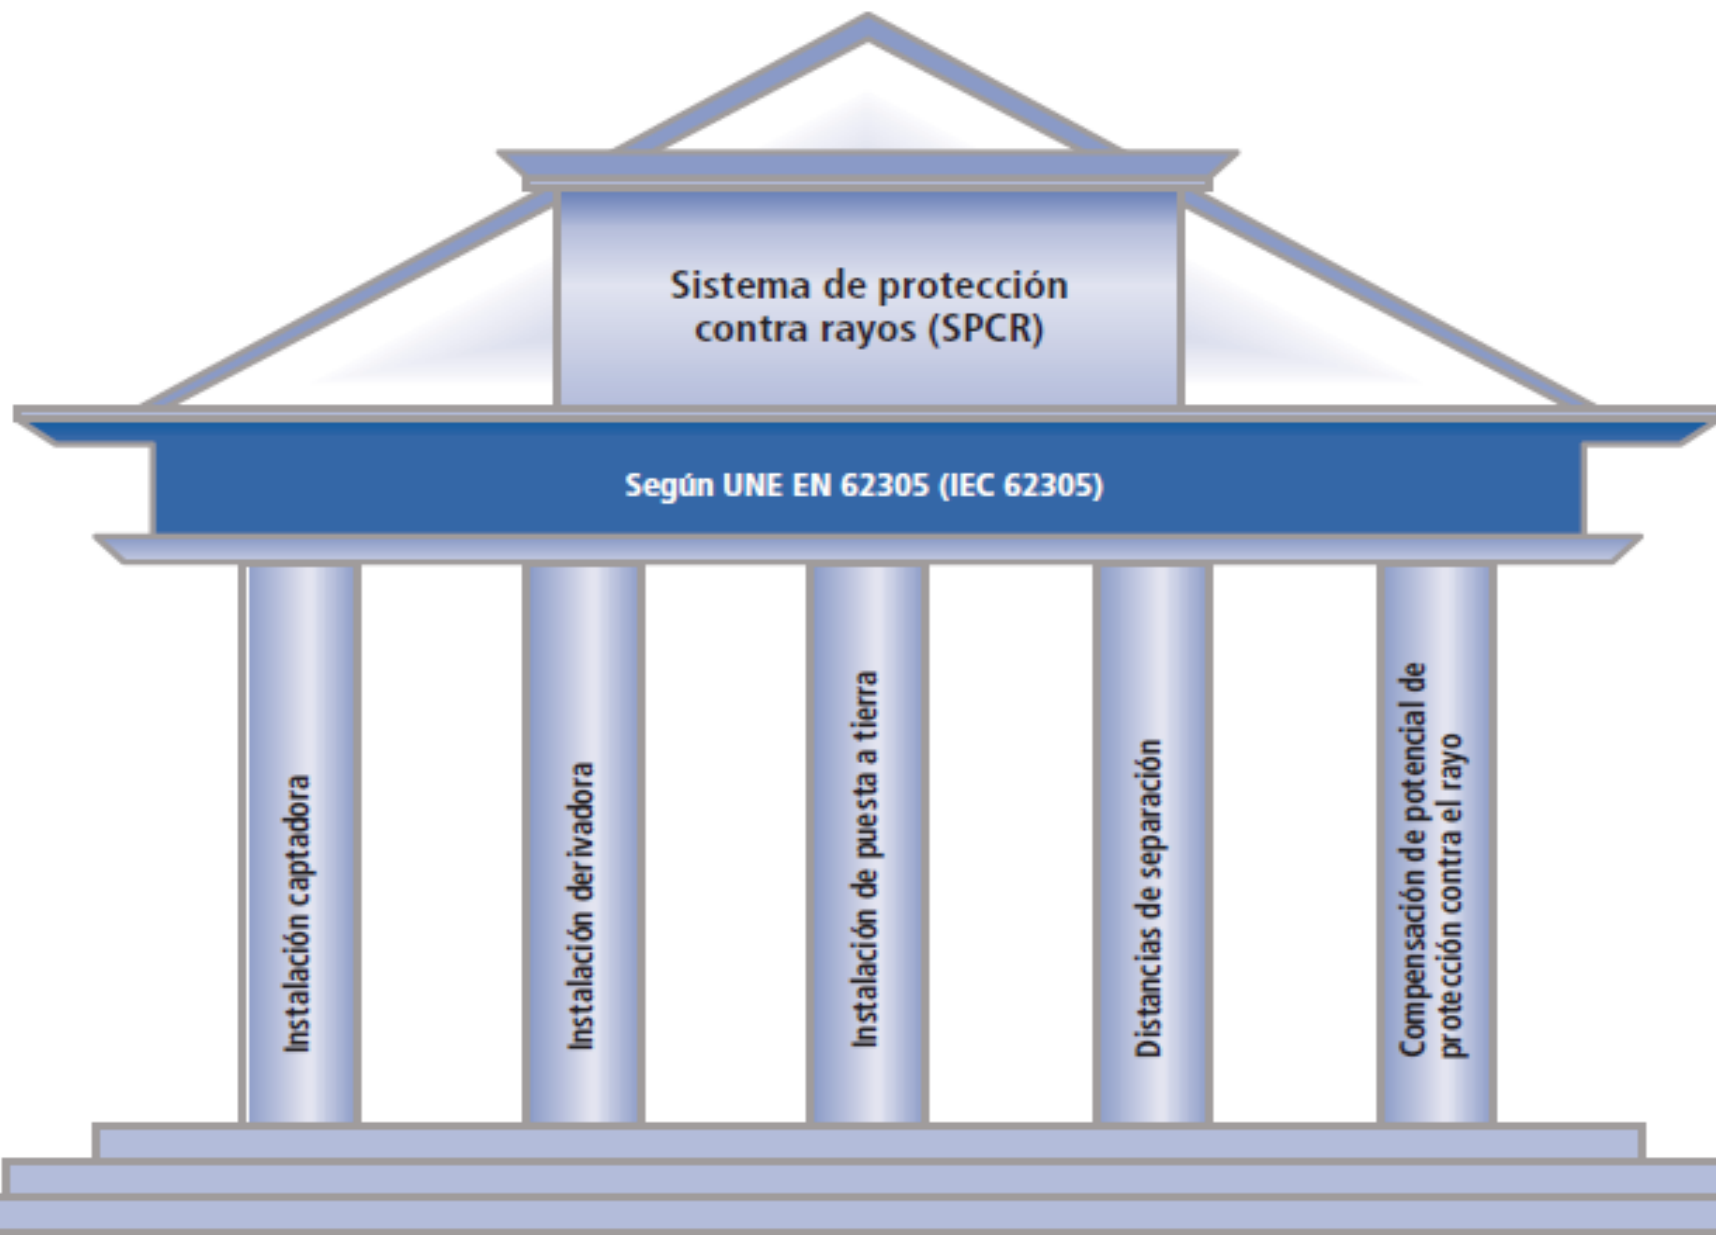 Sistema de protección
contra rayos (SPCR)
Según UNE EN 62305 (IEC 62305)
Instalación captadora
Instalación derivadora
Instalación de puesta a tierra
Distancias de separación
Compensación de potencial de
protección contra el rayo